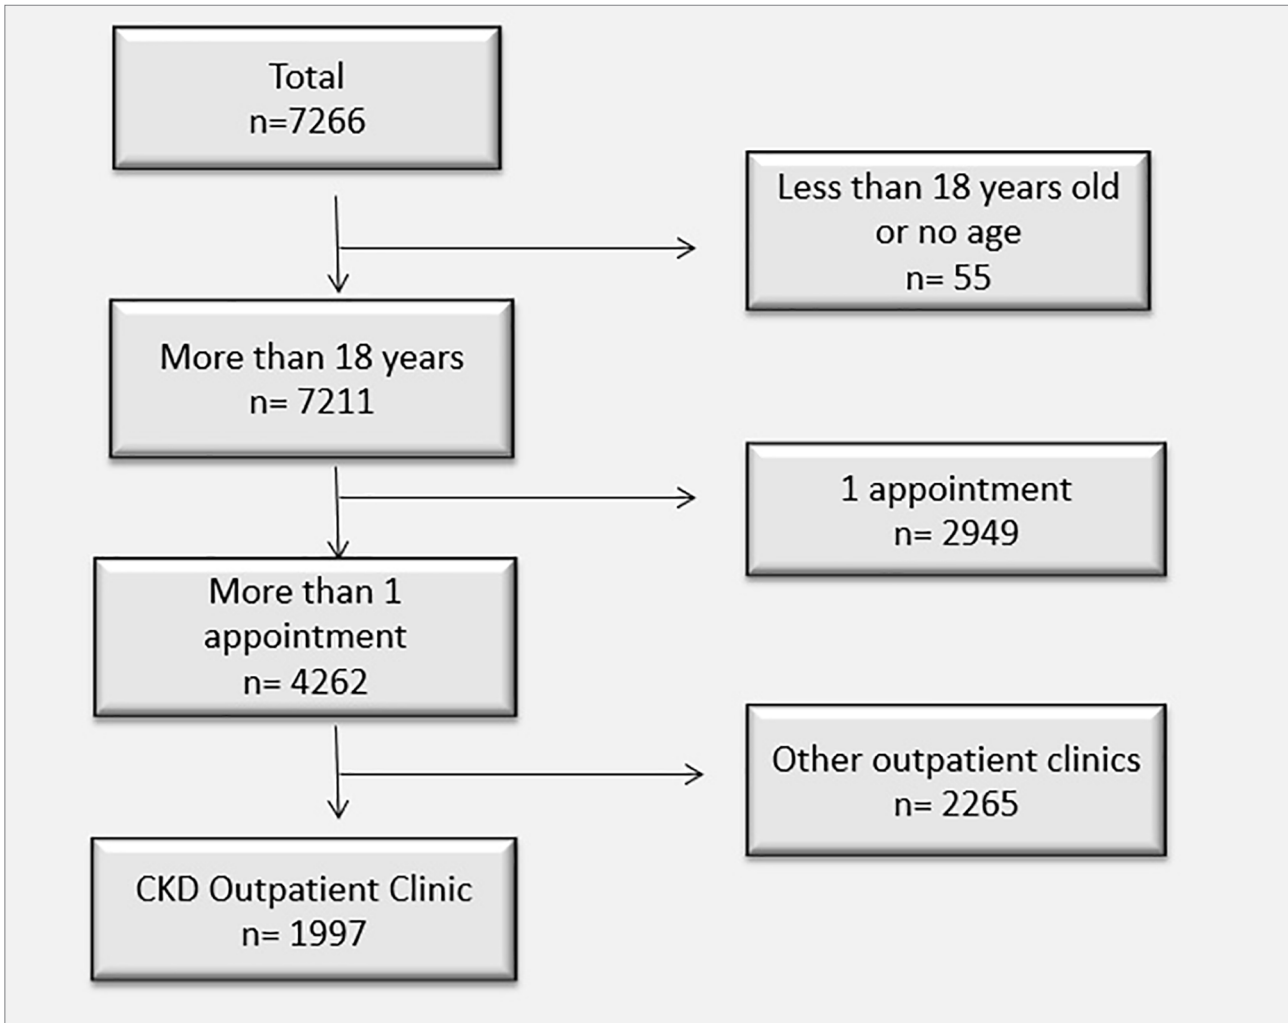 Total
n=7266
Less than 18 years old
or no age
n= 55
More than 18 years
n= 7211
1 appointment
n= 2949
More than 1
appointment
n= 4262
Other outpatient clinics
n= 2265
CKD Outpatient Clinic
n= 1997